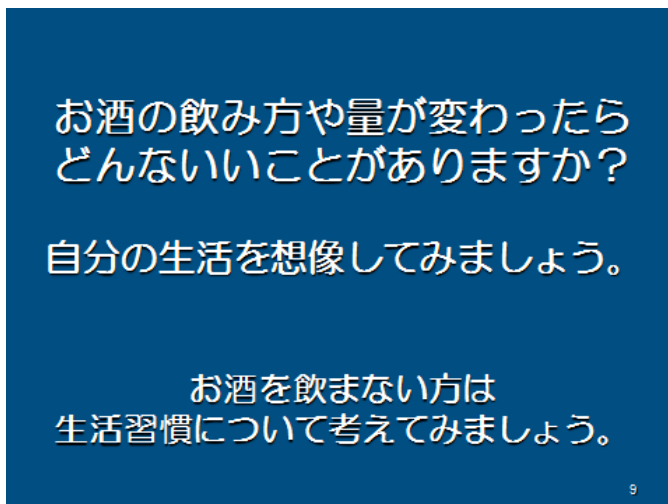 お酒の飲み方や量が変わったら
どんないいことがありますか？
自分の生活を想像してみましょう。
お酒を飲まない方は
生活習慣について考えてみましょう。
9